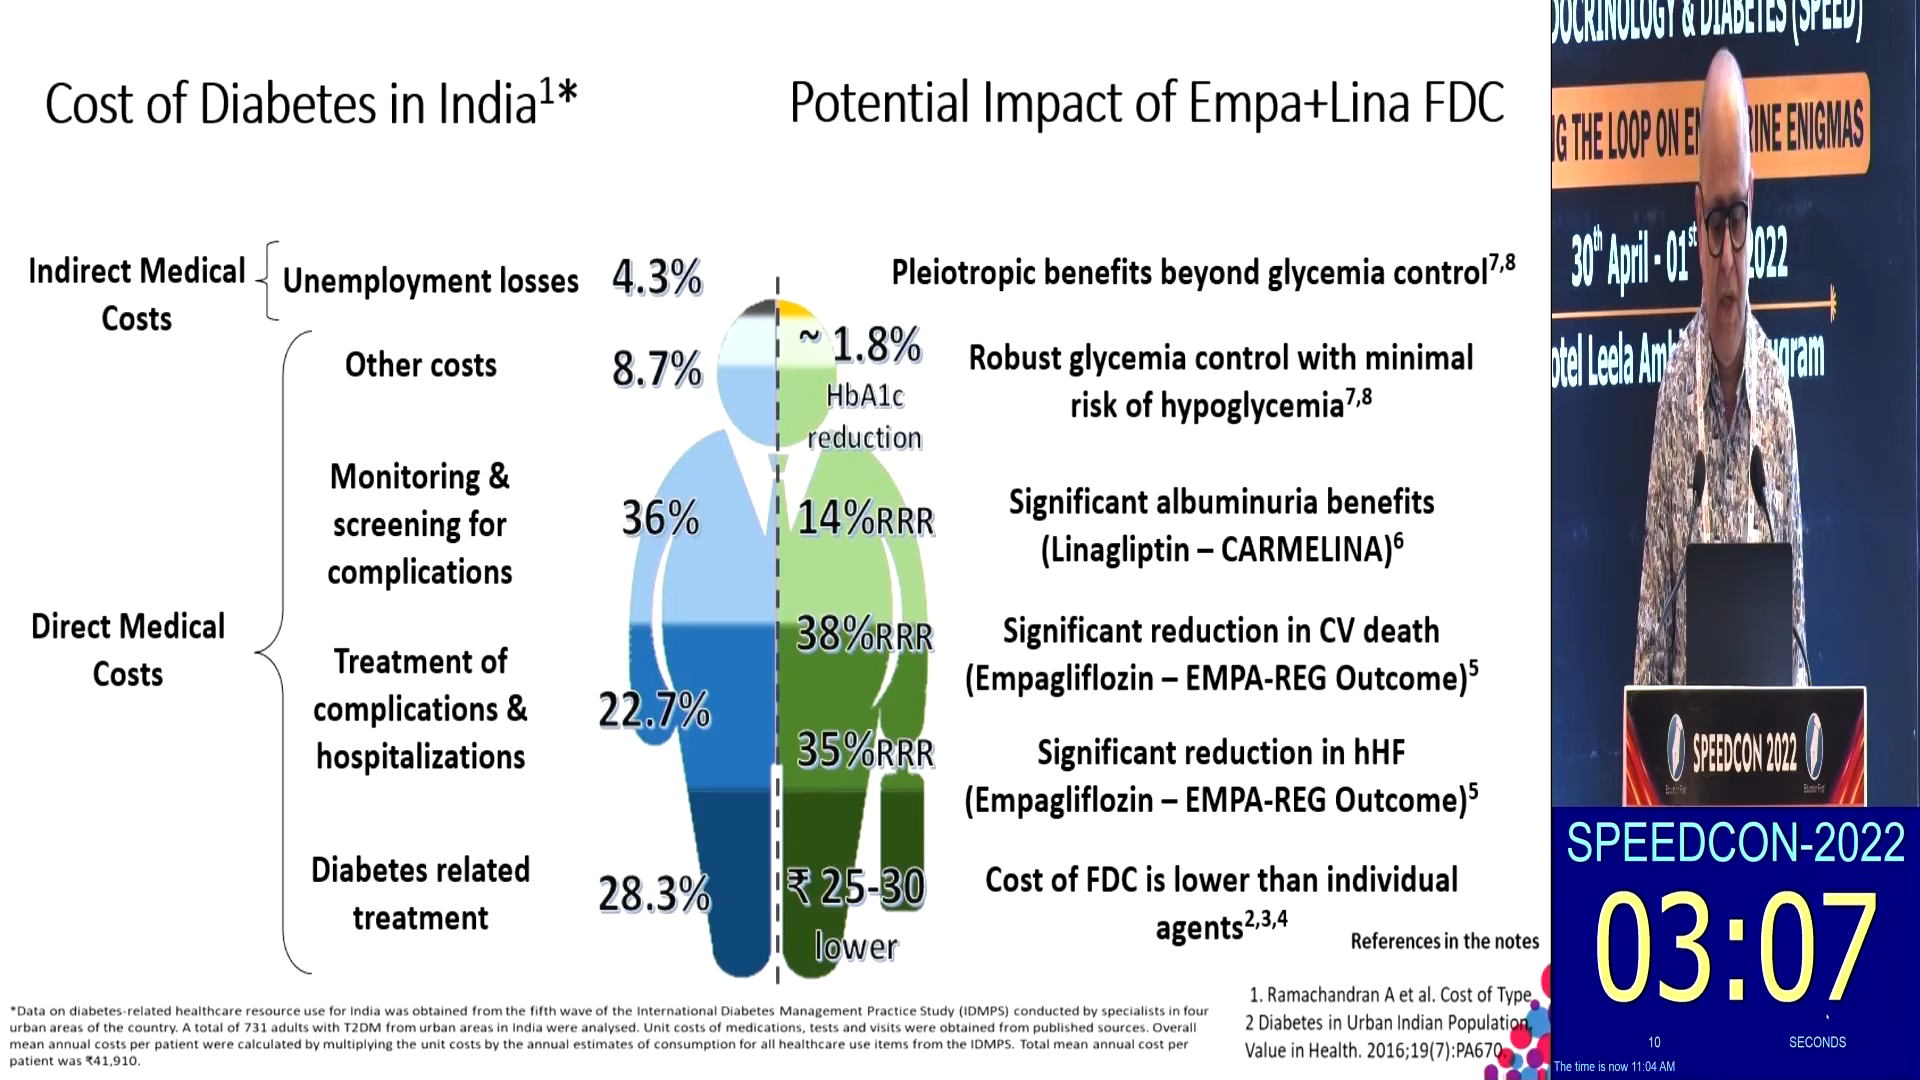 Cost of Diabetes in India¹*
Potential Impact of Empa+Lina FDC
Indirect Medical
Costs
Unemployment losses
4.3%
Other costs
8.7%
Monitoring &
screening for
complications
36%
Direct Medical
Costs
Treatment of
complications &
hospitalizations
22.7%
Diabetes related
treatment
28.3%
Pleiotropic benefits beyond glycemia control⁷,⁸
~ 1.8%
HbA1c
reduction
Robust glycemia control with minimal
risk of hypoglycemia⁷,⁸
14%RRR
Significant albuminuria benefits
(Linagliptin – CARMELINA)⁶
38%RRR
Significant reduction in CV death
(Empagliflozin – EMPA-REG Outcome)⁵
35%RRR
Significant reduction in hHF
(Empagliflozin – EMPA-REG Outcome)⁵
₹ 25-30
lower
Cost of FDC is lower than individual
agents²,³,⁴
References in the notes
*Data on diabetes-related healthcare resource use for India was obtained from the fifth wave of the International Diabetes Management Practice Study (IDMPS) conducted by specialists in four
urban areas of the country. A total of 731 adults with T2DM from urban areas in India were analysed. Unit costs of medications, tests and visits were obtained from published sources. Overall
mean annual costs per patient were calculated by multiplying the unit costs by the annual estimates of consumption for all healthcare use items from the IDMPS. Total mean annual cost per
patient was ₹41,910.
1. Ramachandran A et al. Cost of Type
2 Diabetes in Urban Indian Population,
Value in Health. 2016;19(7):PA670.
& DIABETES (SPEED)
THE LOOP ON ENIGMAS
30th April - 01st 2022
Leela
SPEEDCON 2022
SPEEDCON-2022
03:07
10 SECONDS
The time is now 11:04 AM